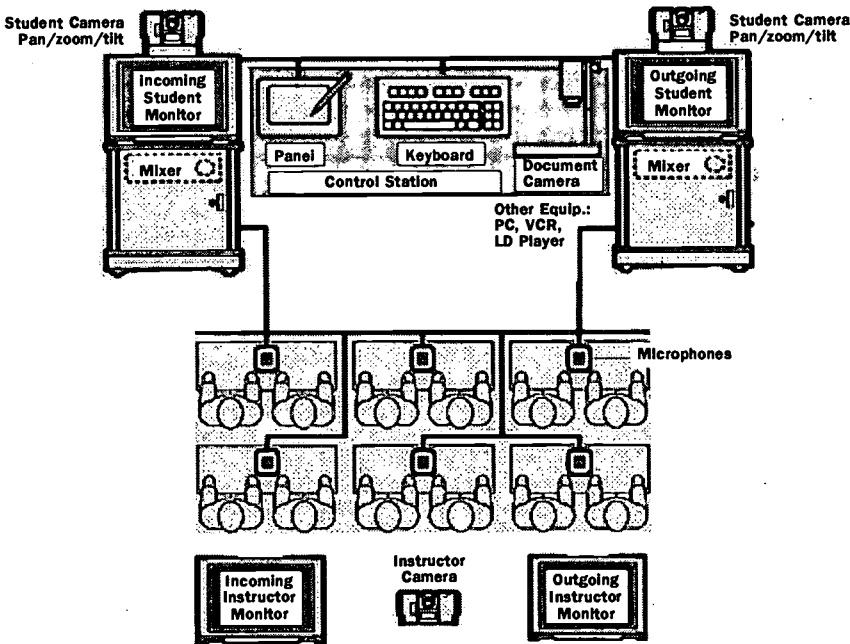 Student Camera
Pan/zoom/tilt
Student Camera
Pan/zoom/tilt
Incoming
Student
Monitor
Outgoing
Student
Monitor
Mixer
Panel
Keyboard
Control Station
Document
Camera
Mixer
Other Equip.:
PC, VCR,
LD Player
Microphones
Incoming
Instructor
Monitor
Instructor
Camera
Outgoing
Instructor
Monitor